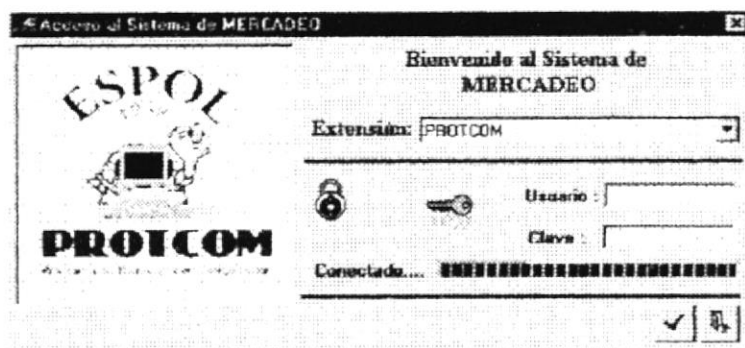 Acceso al Sistema de MERCADEO
ESPOL
PROTCOM
Bienvenido al Sistema de
MERCADEO
Extensión: PROTCOM
Usuario :
Clave :
Conectado....